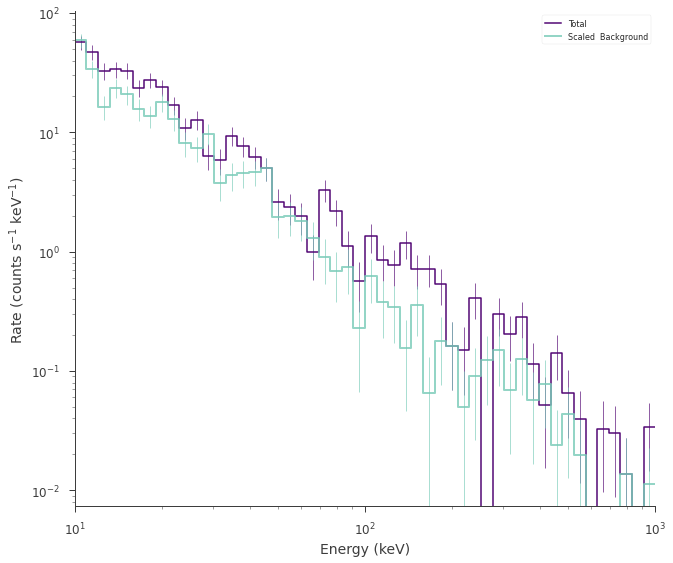 10²
Total
Scaled Background
10¹
10⁰
10⁻¹
10⁻²
Rate (counts s⁻¹ keV⁻¹)
10¹
10²
10³
Energy (keV)